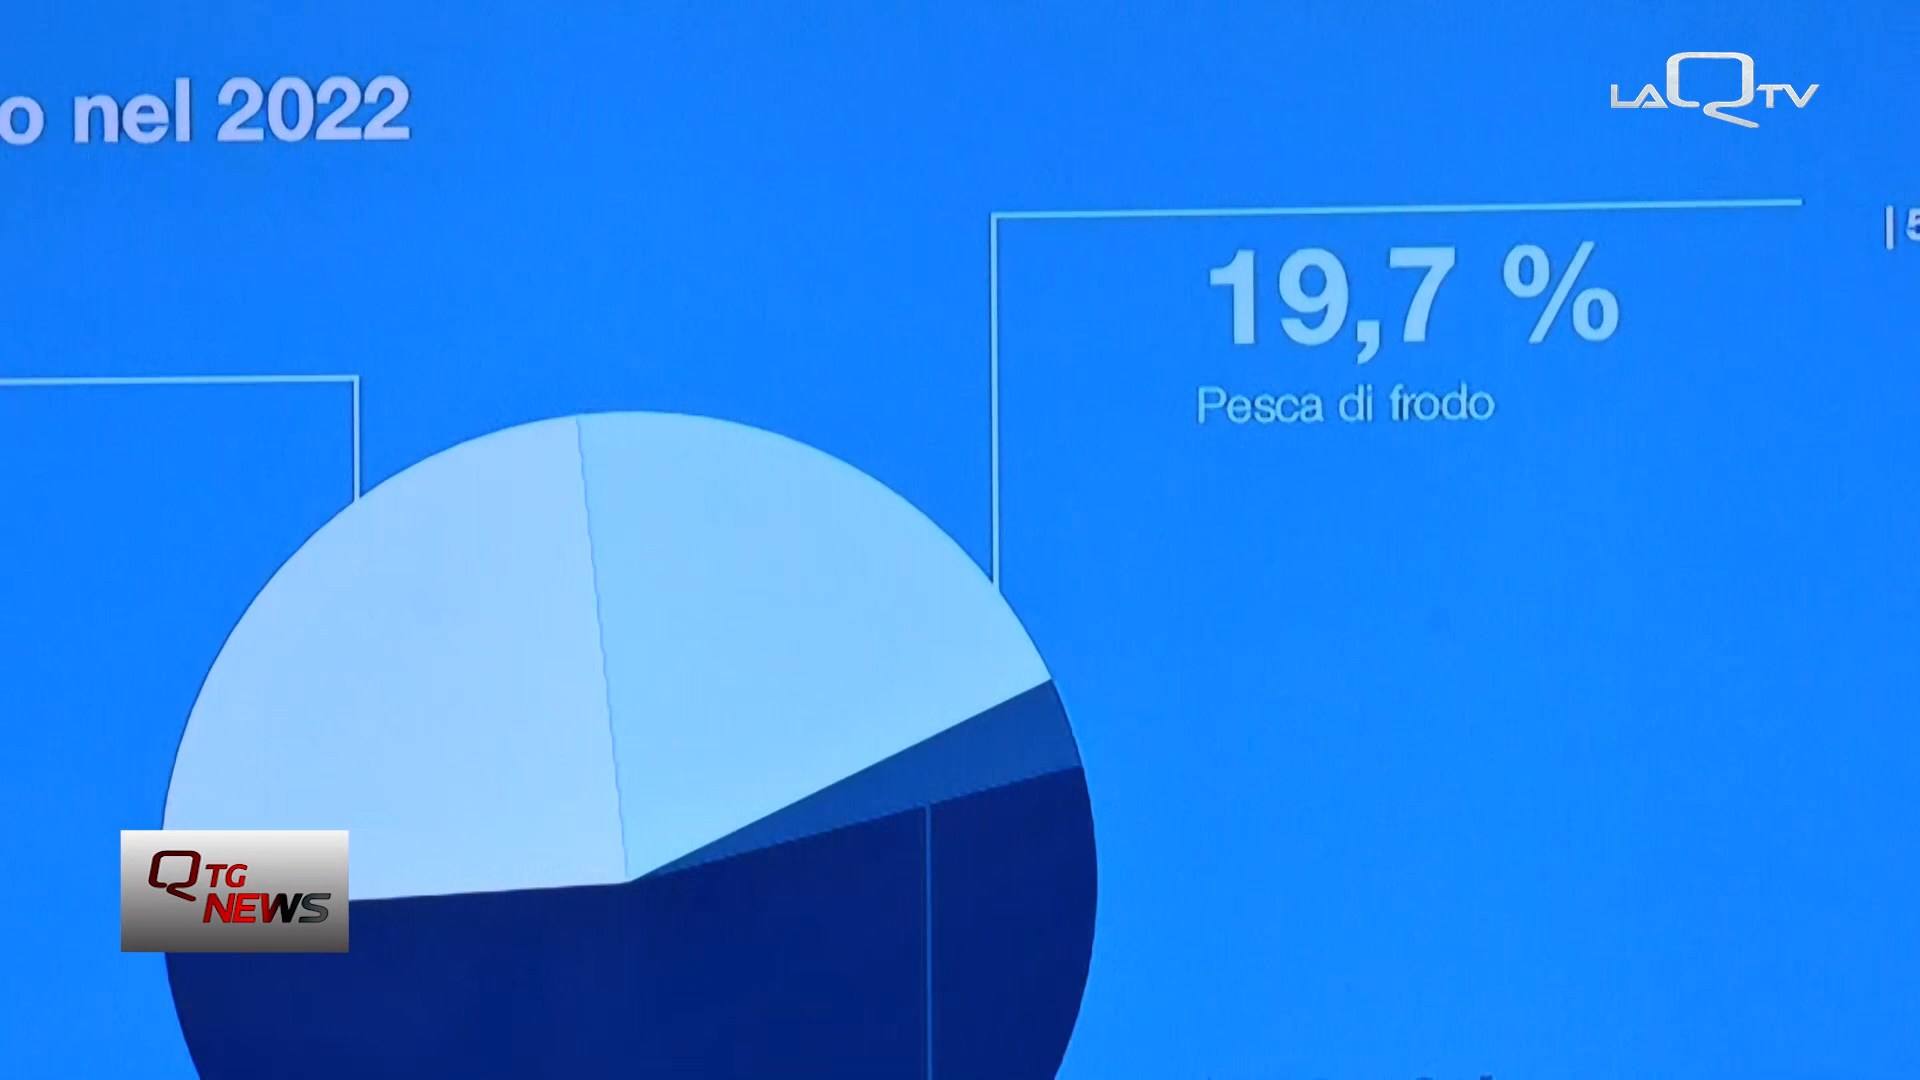 o nel 2022
LAQTV
19,7 %
Pesca di frodo
QTG
NEWS